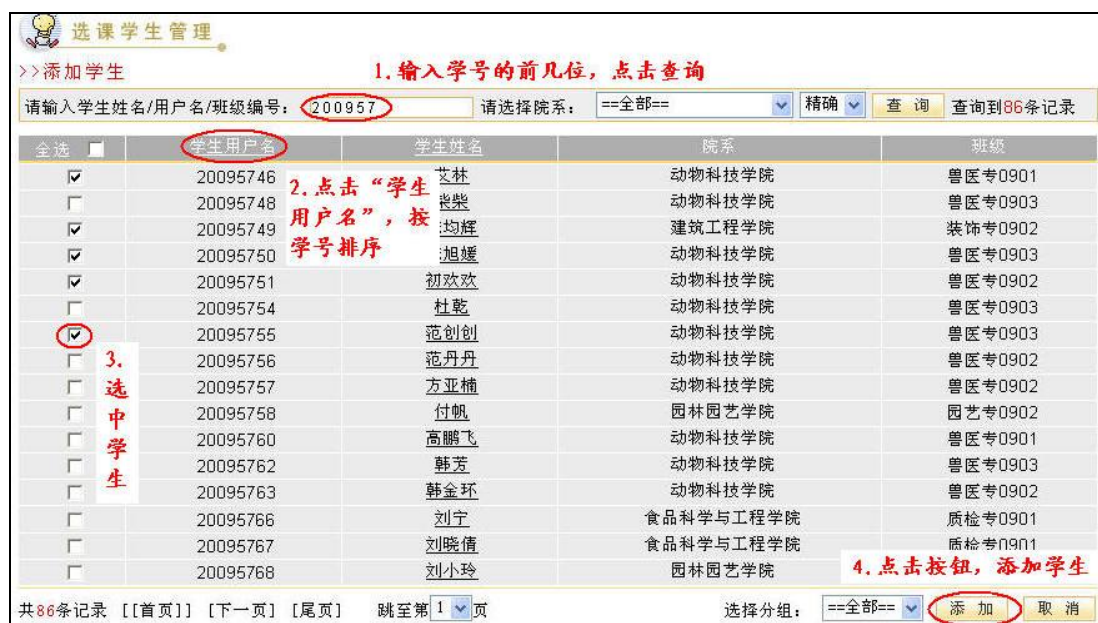 选课学生管理
>>添加学生
1.输入学号的前几位，点击查询
请输入学生姓名/用户名/班级编号： 200957 请选择院系： ==全部== 精确 查 询 查询到86条记录
全选 学生用户名 学生姓名 院系 班级
20095746 艾林 动物科技学院 兽医专0901
20095748 柴柴 动物科技学院 兽医专0903
20095749 均辉 建筑工程学院 装饰专0902
20095750 旭媛 动物科技学院 兽医专0903
2.点击“学生
用户名”，按
学号排序
20095751 初欢欢 动物科技学院 兽医专0902
20095754 杜乾 动物科技学院 兽医专0903
20095755 范创创 动物科技学院 兽医专0903
20095756 范丹丹 动物科技学院 兽医专0902
20095757 方亚楠 动物科技学院 兽医专0902
20095758 付帆 园林园艺学院 园艺专0902
20095760 高鹏飞 动物科技学院 兽医专0901
20095762 韩芳 动物科技学院 兽医专0903
20095763 韩金环 动物科技学院 兽医专0902
3.
选
中
学
生
20095766 刘宁 食品科学与工程学院 质检专0901
20095767 刘晓倩 食品科学与工程学院 质检专0901
20095768 刘小玲 园林园艺学院
4.点击按钮，添加学生
共86条记录 [[首页]] [下一页] [尾页] 跳至第 1 页 选择分组： ==全部== 添 加 取 消